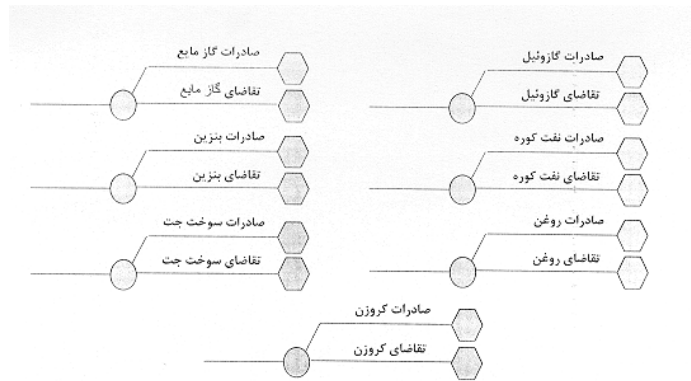 صادرات گاز مایع
تقاضای گاز مایع
صادرات بنزین
تقاضای بنزین
صادرات سوخت جت
تقاضای سوخت جت
صادرات گازوئیل
تقاضای گازوئیل
صادرات نفت کوره
تقاضای نفت کوره
صادرات روغن
تقاضای روغن
صادرات کروزن
تقاضای کروزن